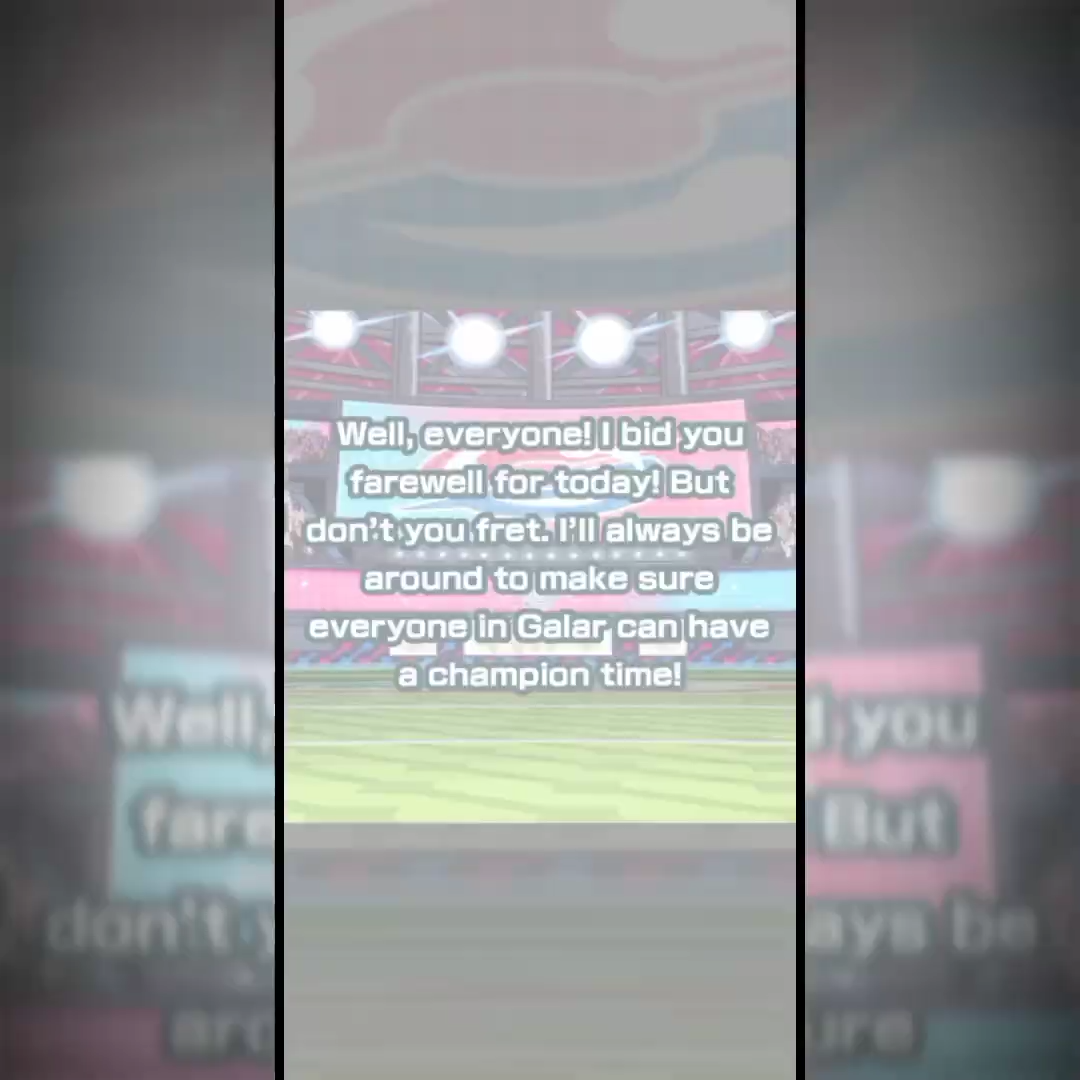 Well, everyone! I bid you
farewell for today! But
don't you fret. I'll always be
around to make sure
everyone in Galar can have
a champion time!